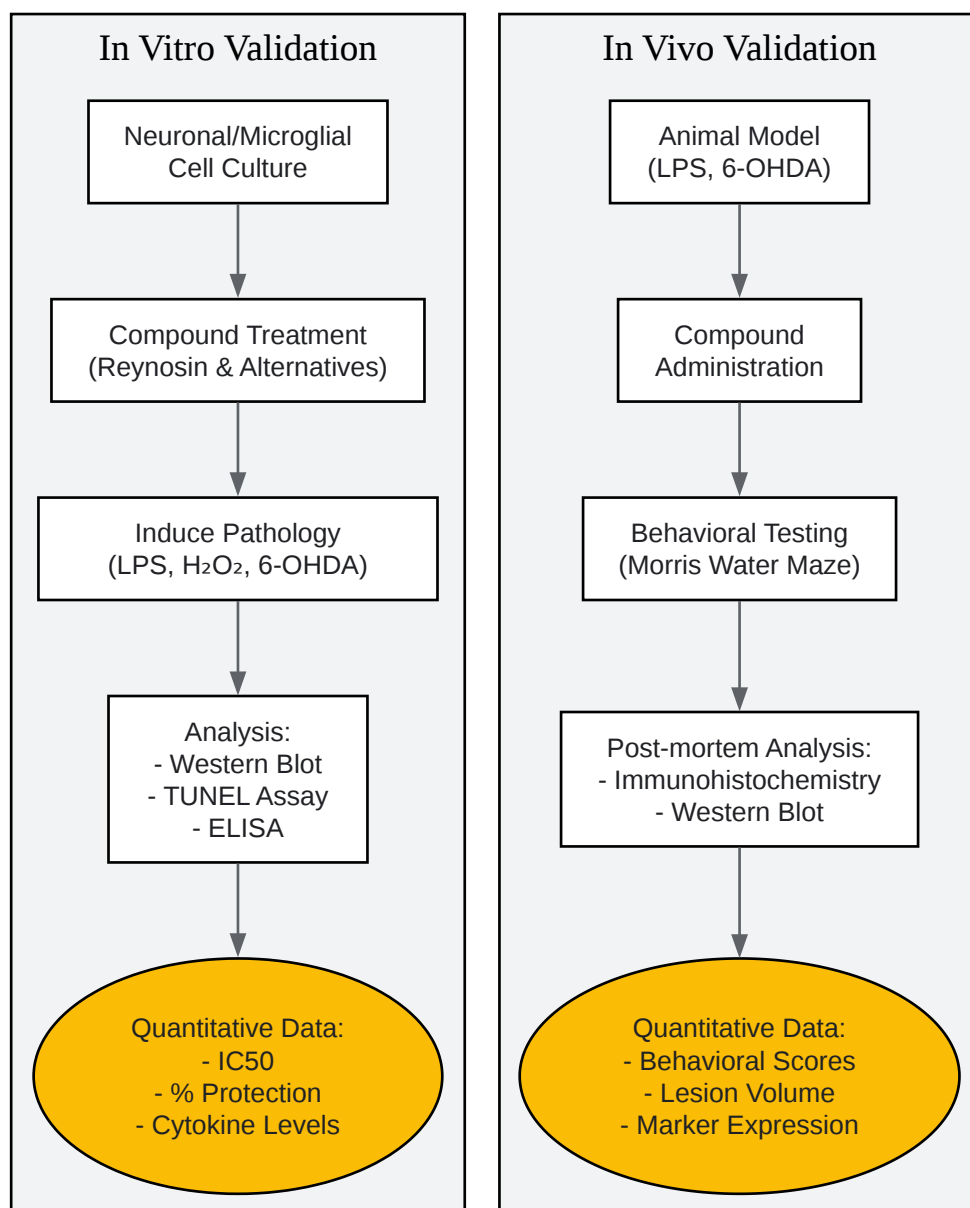 In Vitro Validation
Neuronal/Microglial
Cell Culture
Compound Treatment
(Reynosin & Alternatives)
Induce Pathology
(LPS, H₂O₂, 6-OHDA)
Analysis:
- Western Blot
- TUNEL Assay
- ELISA
Quantitative Data:
- IC50
- % Protection
- Cytokine Levels
In Vivo Validation
Animal Model
(LPS, 6-OHDA)
Compound
Administration
Behavioral Testing
(Morris Water Maze)
Post-mortem Analysis:
- Immunohistochemistry
- Western Blot
Quantitative Data:
- Behavioral Scores
- Lesion Volume
- Marker Expression